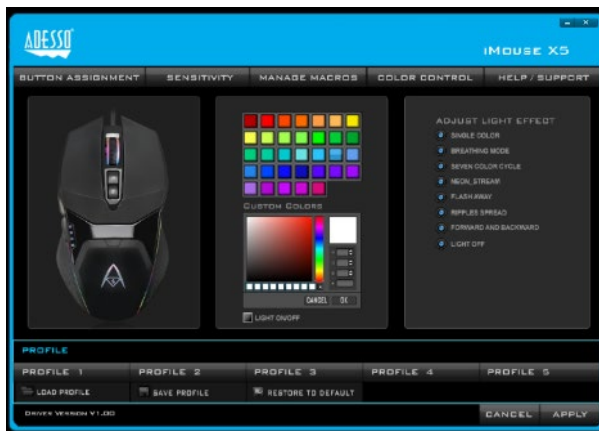 ADESSO
iMouse X5
BUTTON ASSIGNMENT SENSITIVITY MANAGE MACROS COLOR CONTROL HELP / SUPPORT
ADJUST LIGHT EFFECT
SINGLE COLOR
BREATHING MODE
SEVEN COLOR CYCLE
NEON_STREAM
FLASH AWAY
RIPPLES SPREAD
FORWARD AND BACKWARD
LIGHT OFF
CUSTOM COLORS
CANCEL OK
LIGHT ON/OFF
PROFILE
PROFILE 1 PROFILE 2 PROFILE 3 PROFILE 4 PROFILE 5
LOAD PROFILE SAVE PROFILE RESTORE TO DEFAULT
DRIVER VERSION V1.00 CANCEL APPLY